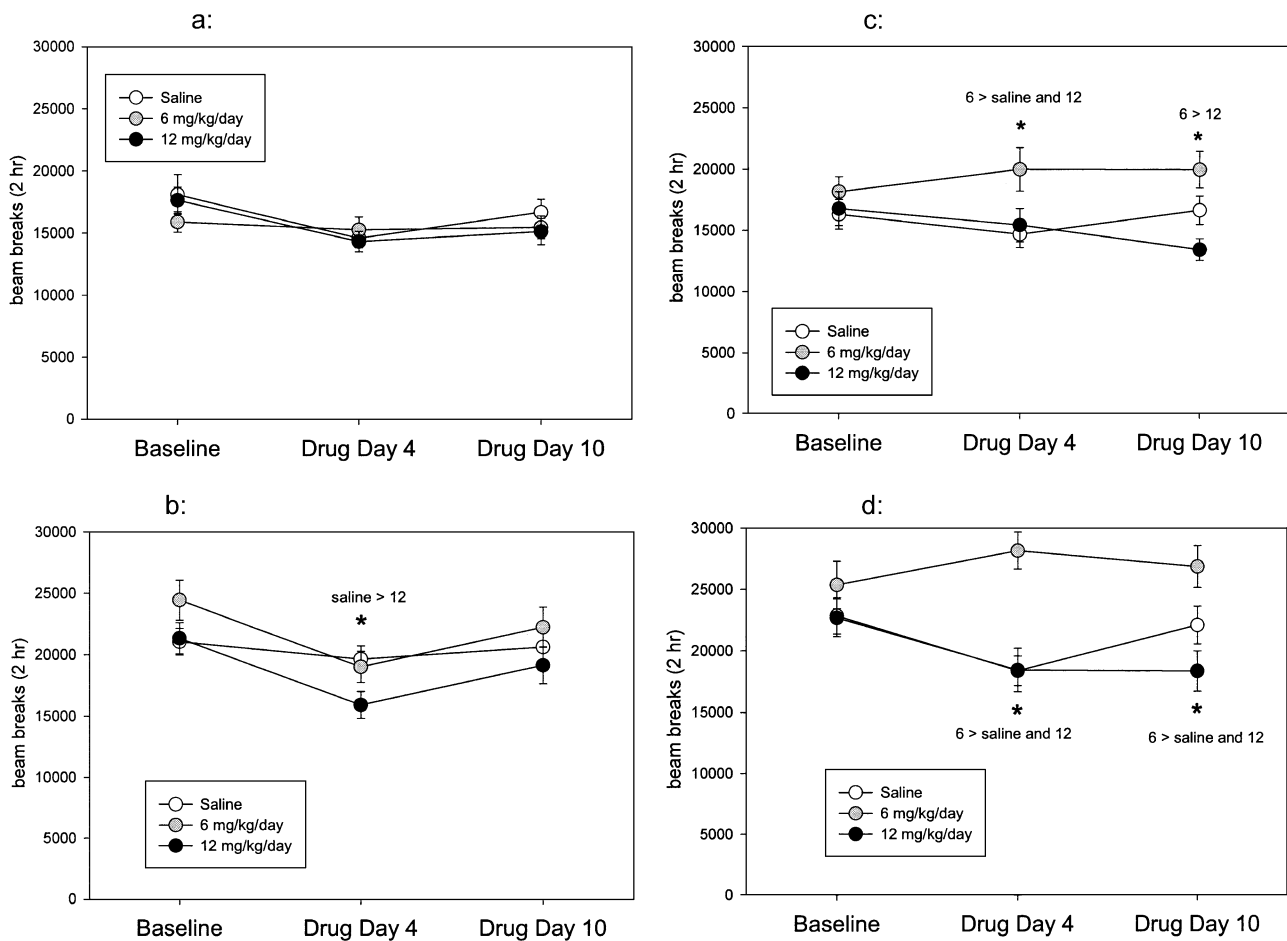 a:
30000
25000
20000
15000
10000
5000
0
beam breaks (2 hr)
Saline
6 mg/kg/day
12 mg/kg/day
Baseline
Drug Day 4
Drug Day 10
c:
30000
25000
20000
15000
10000
5000
0
beam breaks (2 hr)
6 > saline and 12
*
6 > 12
*
Saline
6 mg/kg/day
12 mg/kg/day
Baseline
Drug Day 4
Drug Day 10
b:
30000
25000
20000
15000
10000
5000
0
beam breaks (2 hr)
saline > 12
*
Saline
6 mg/kg/day
12 mg/kg/day
Baseline
Drug Day 4
Drug Day 10
d:
30000
25000
20000
15000
10000
5000
0
beam breaks (2 hr)
*
6 > saline and 12
*
6 > saline and 12
Saline
6 mg/kg/day
12 mg/kg/day
Baseline
Drug Day 4
Drug Day 10